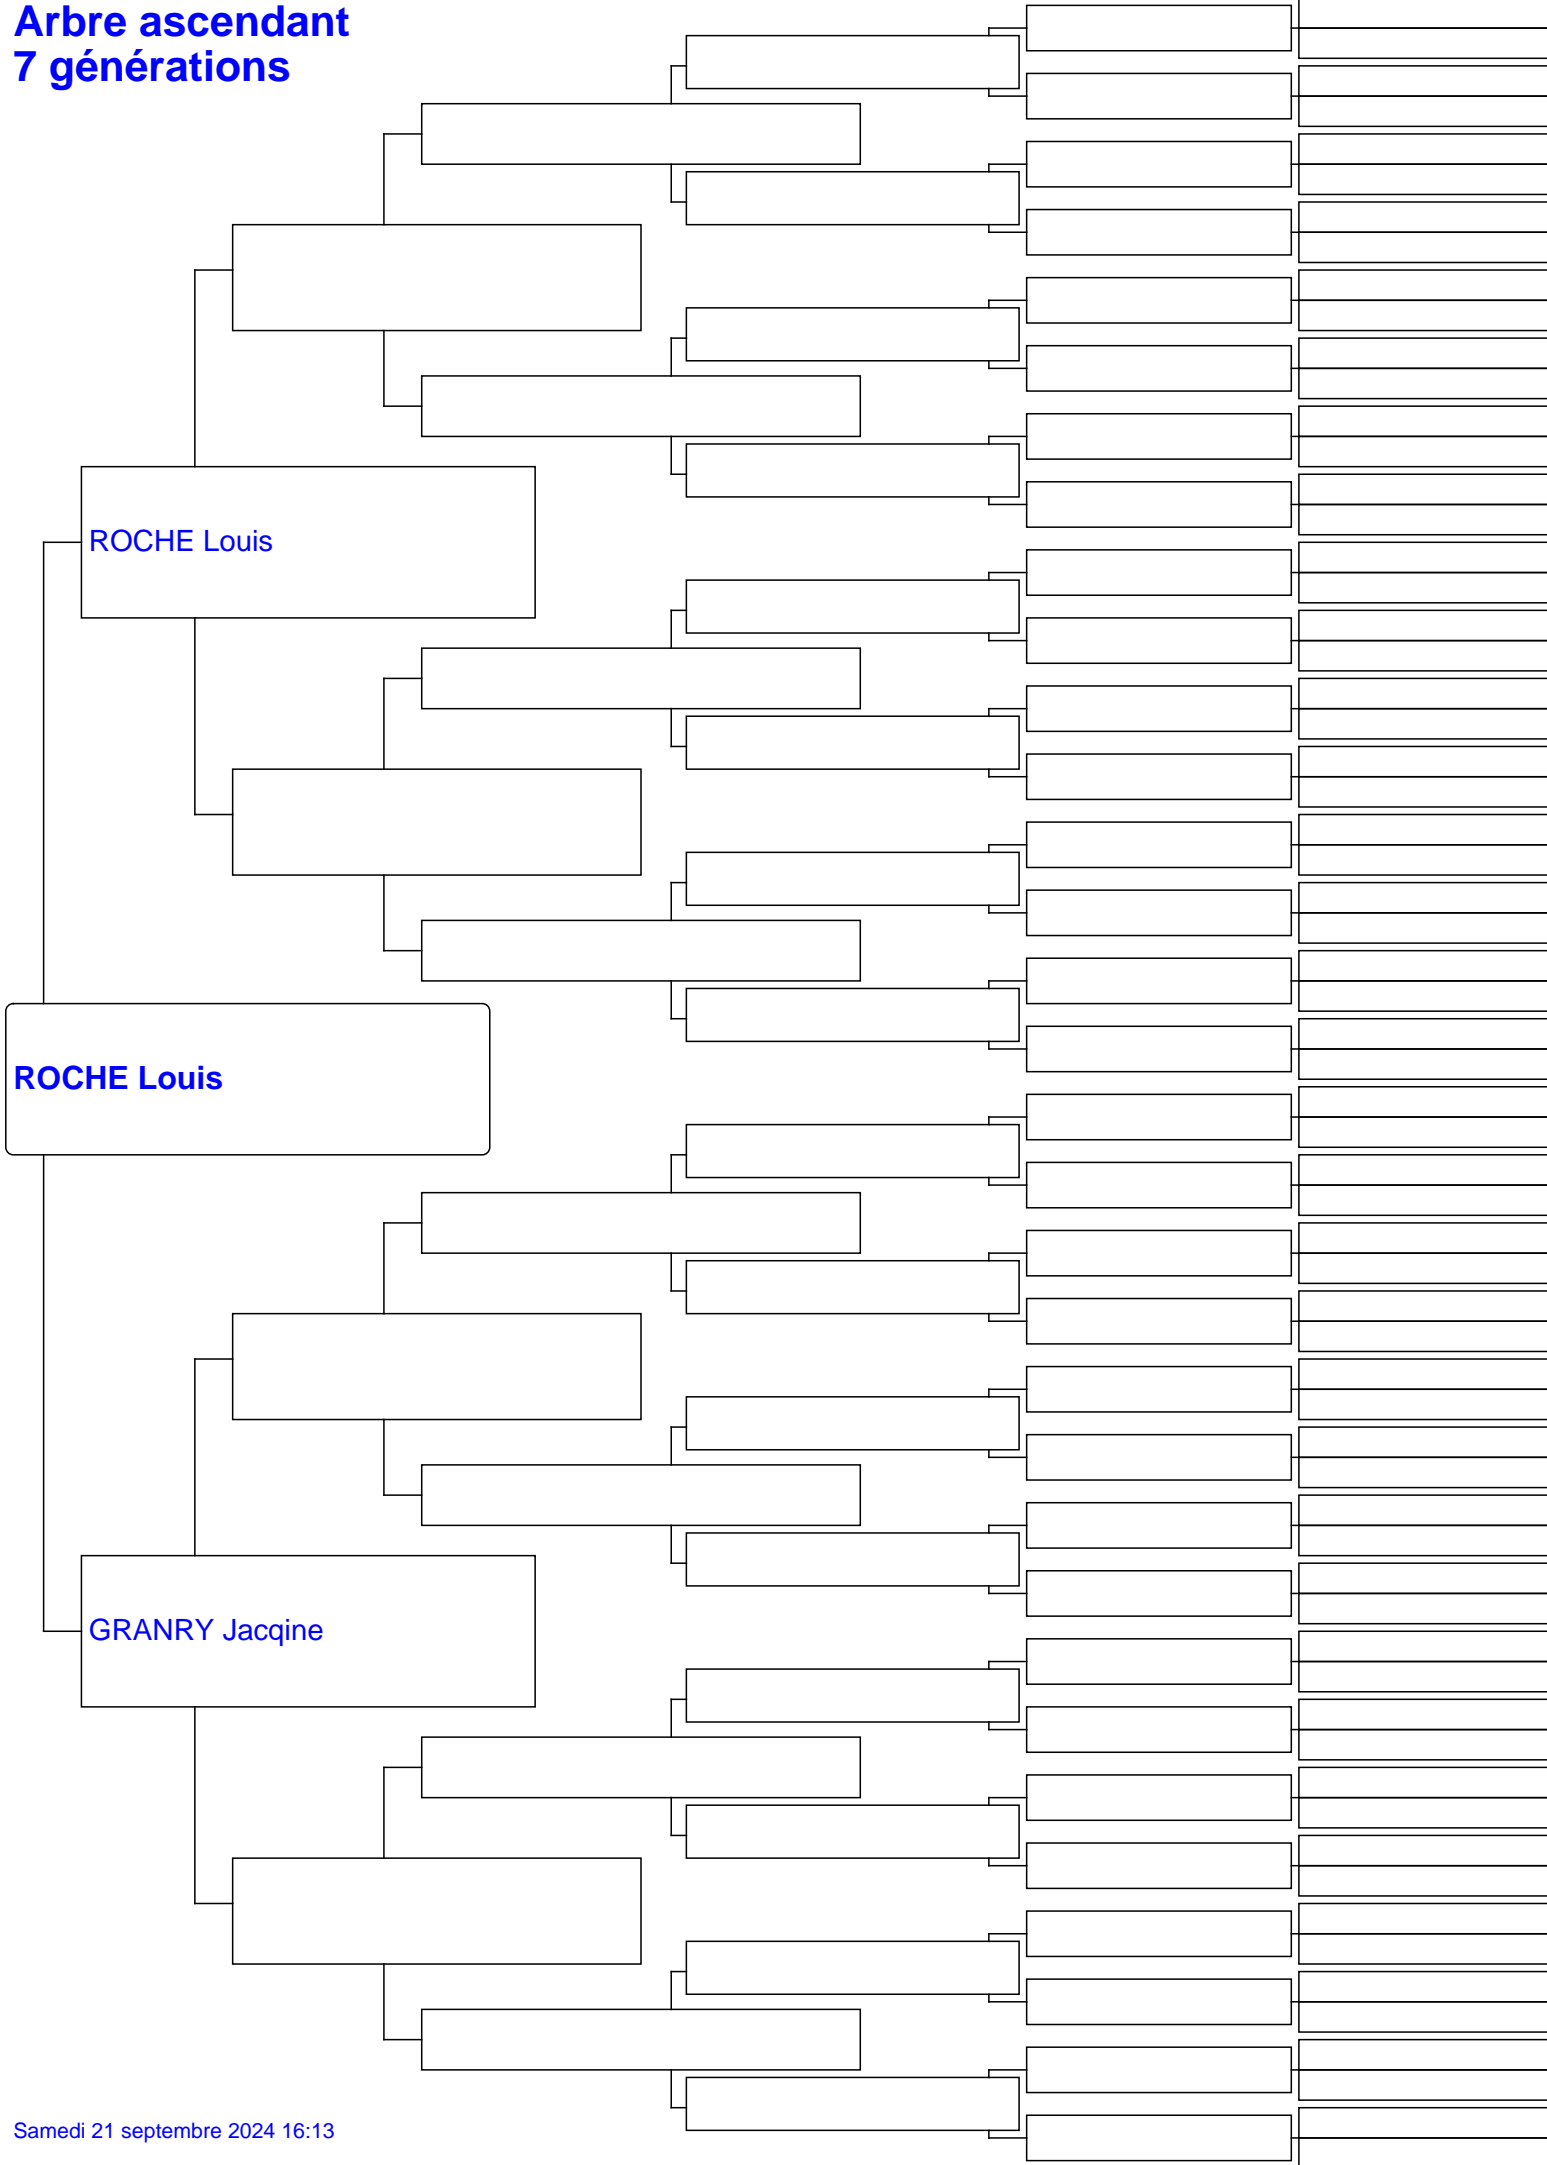 Arbre ascendant
7 générations
ROCHE Louis
ROCHE Louis
GRANRY Jacqine
Samedi 21 septembre 2024 16:13